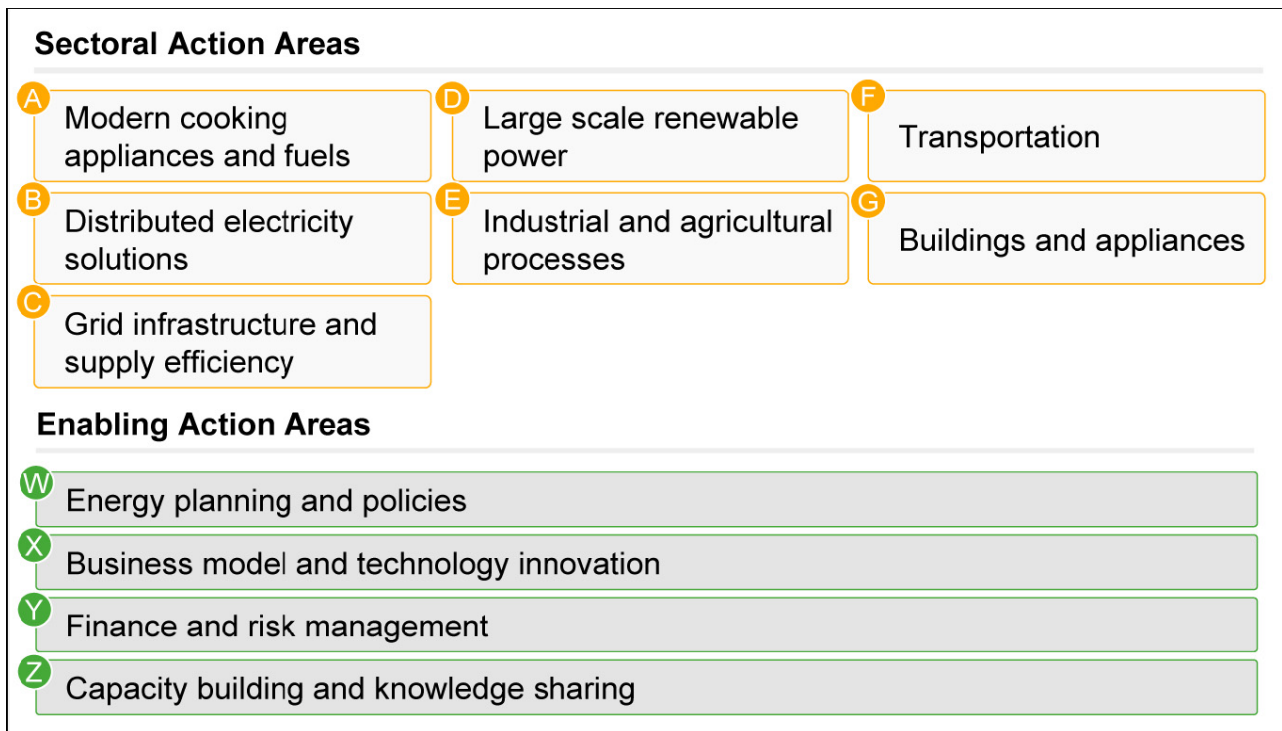 Sectoral Action Areas
A
Modern cooking
appliances and fuels
B
Distributed electricity
solutions
C
Grid infrastructure and
supply efficiency
D
Large scale renewable
power
E
Industrial and agricultural
processes
F
Transportation
G
Buildings and appliances
Enabling Action Areas
W
Energy planning and policies
X
Business model and technology innovation
Y
Finance and risk management
Z
Capacity building and knowledge sharing